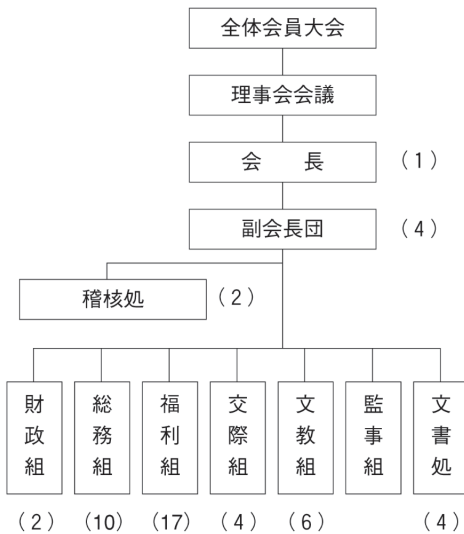 全体会員大会
理事会会議
会長
(1)
副会長団
(4)
稽核処
(2)
財政組
総務組
福利組
交際組
文教組
監事組
文書処
(2)
(10)
(17)
(4)
(6)
(4)